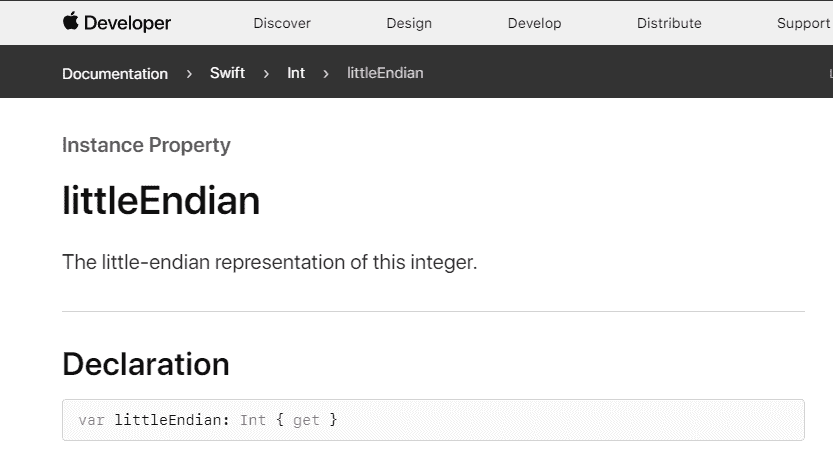 Developer Discover Design Develop Distribute Support
Documentation › Swift › Int › littleEndian
Instance Property
littleEndian
The little-endian representation of this integer.
Declaration
var littleEndian: Int { get }